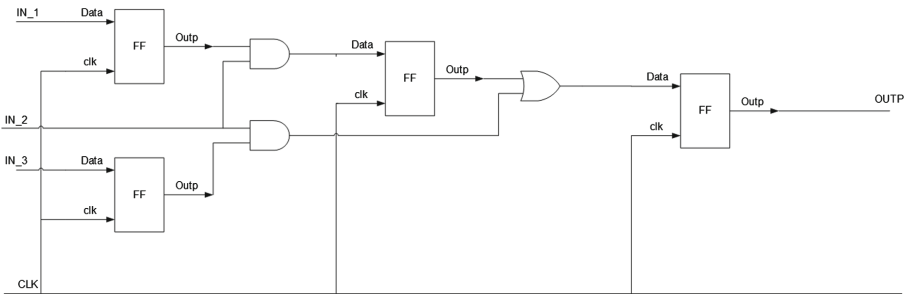 IN_1
Data
FF
Outp
clk
Data
FF
Outp
clk
Data
FF
Outp
OUTP
clk
IN_2
IN_3
Data
FF
Outp
clk
CLK